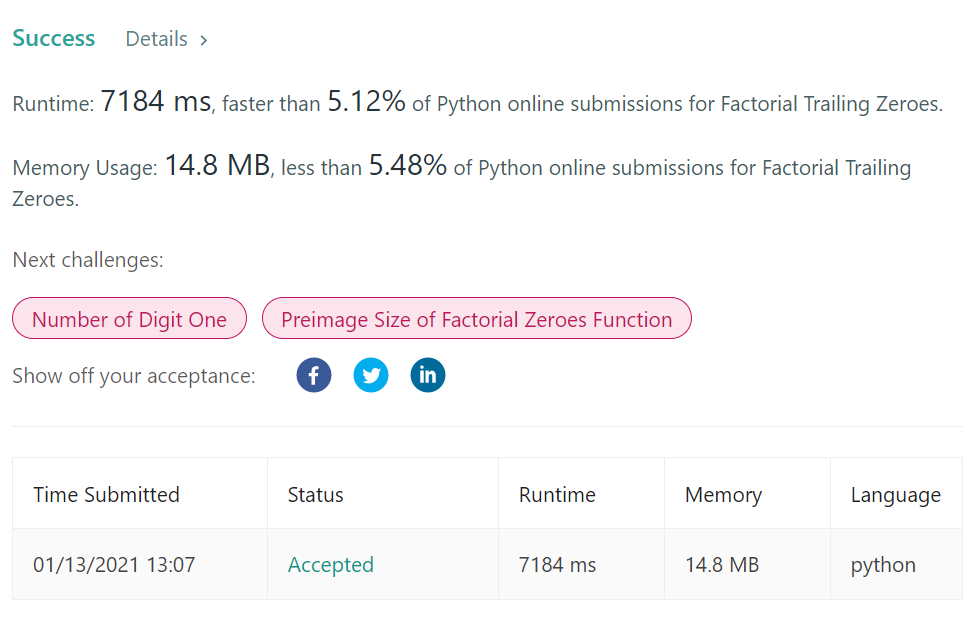 Success Details >
Runtime: 7184 ms, faster than 5.12% of Python online submissions for Factorial Trailing Zeroes.
Memory Usage: 14.8 MB, less than 5.48% of Python online submissions for Factorial Trailing
Zeroes.
Next challenges:
Number of Digit One Preimage Size of Factorial Zeroes Function
Show off your acceptance: f in
Time Submitted Status Runtime Memory Language
01/13/2021 13:07 Accepted 7184 ms 14.8 MB python